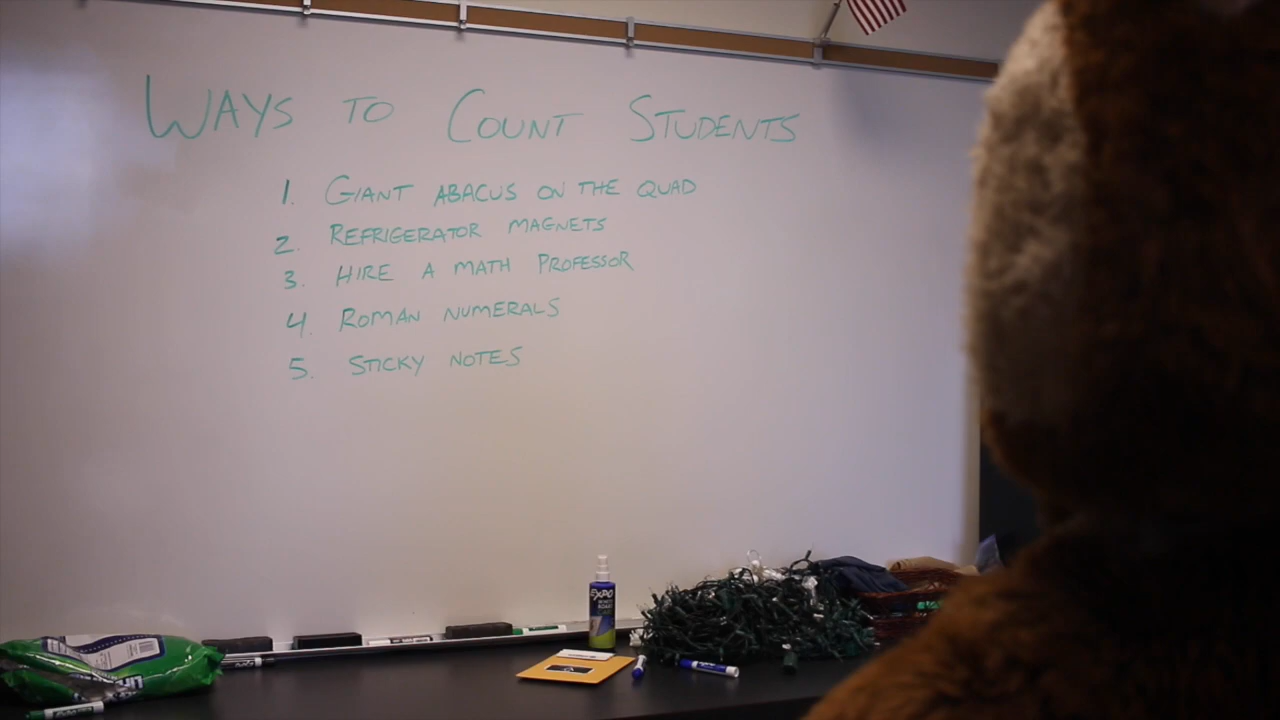 WAYS TO COUNT STUDENTS
1. GIANT ABACUS ON THE QUAD
2. REFRIGERATOR MAGNETS
3. HIRE A MATH PROFESSOR
4. ROMAN NUMERALS
5. STICKY NOTES
EXPO